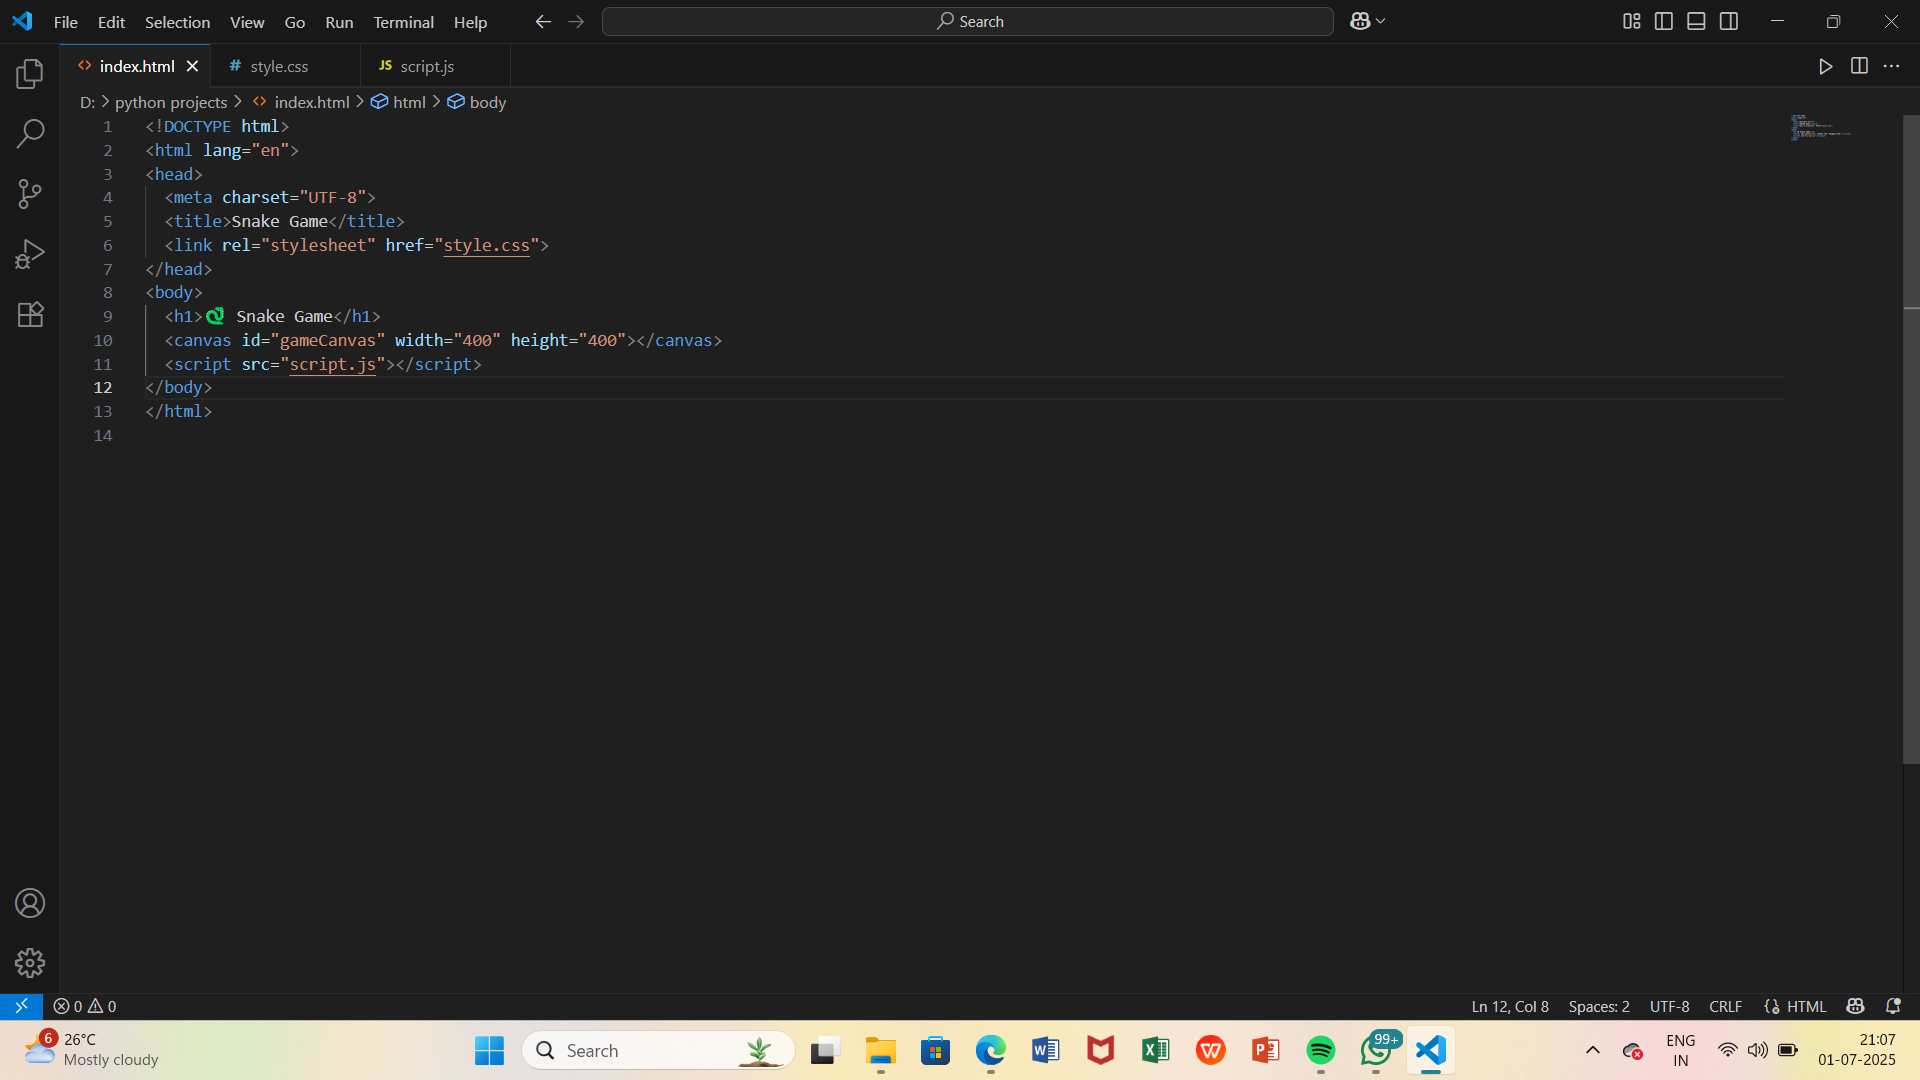 File Edit Selection View Go Run Terminal Help Search
index.html # style.css JS script.js
D: > python projects > <> index.html > html > body
1 <!DOCTYPE html>
2 <html lang="en">
3 <head>
4 <meta charset="UTF-8">
5 <title>Snake Game</title>
6 <link rel="stylesheet" href="style.css">
7 </head>
8 <body>
9 <h1>🐍 Snake Game</h1>
10 <canvas id="gameCanvas" width="400" height="400"></canvas>
11 <script src="script.js"></script>
12 </body>
13 </html>
14
0 0 Ln 12, Col 8 Spaces: 2 UTF-8 CRLF {} HTML
6 26°C
Mostly cloudy
Search
99+
ENG
IN
21:07
01-07-2025